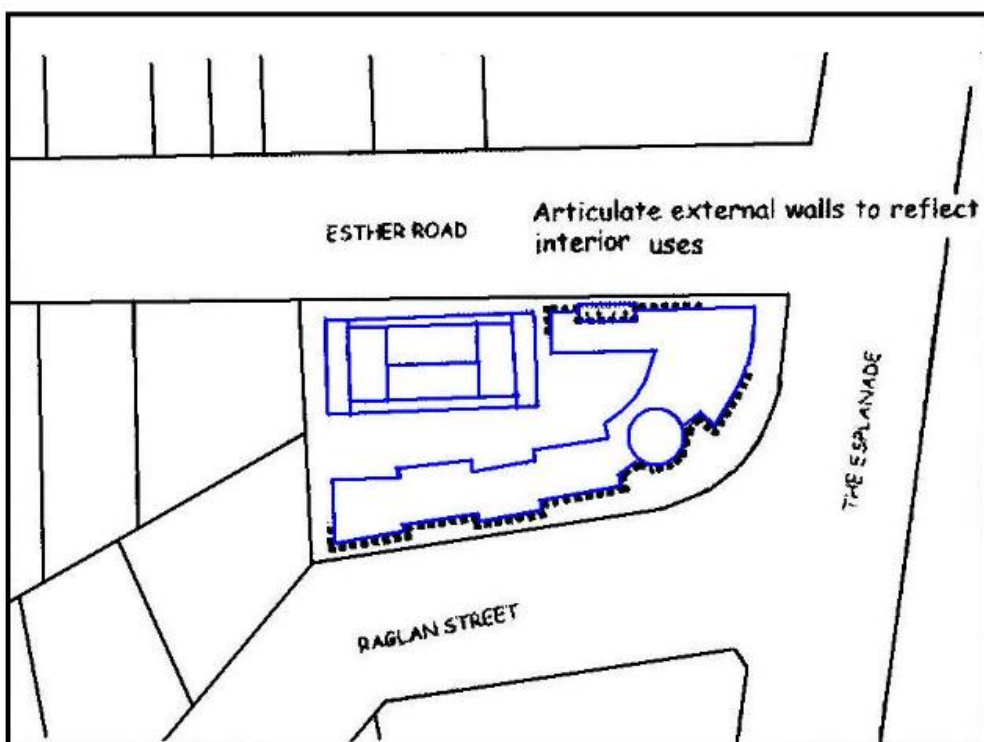 Articulate external walls to reflect
interior uses
ESTHER ROAD
THE ESPLANADE
RAGLAN STREET